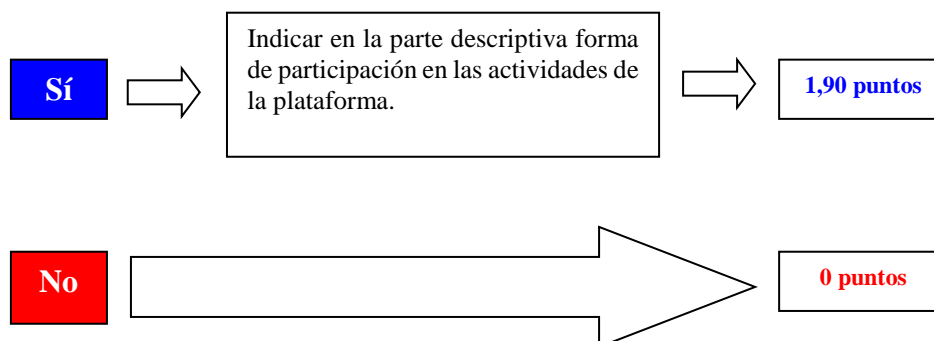 Sí
Indicar en la parte descriptiva forma
de participación en las actividades de
la plataforma.
1,90 puntos
No
0 puntos